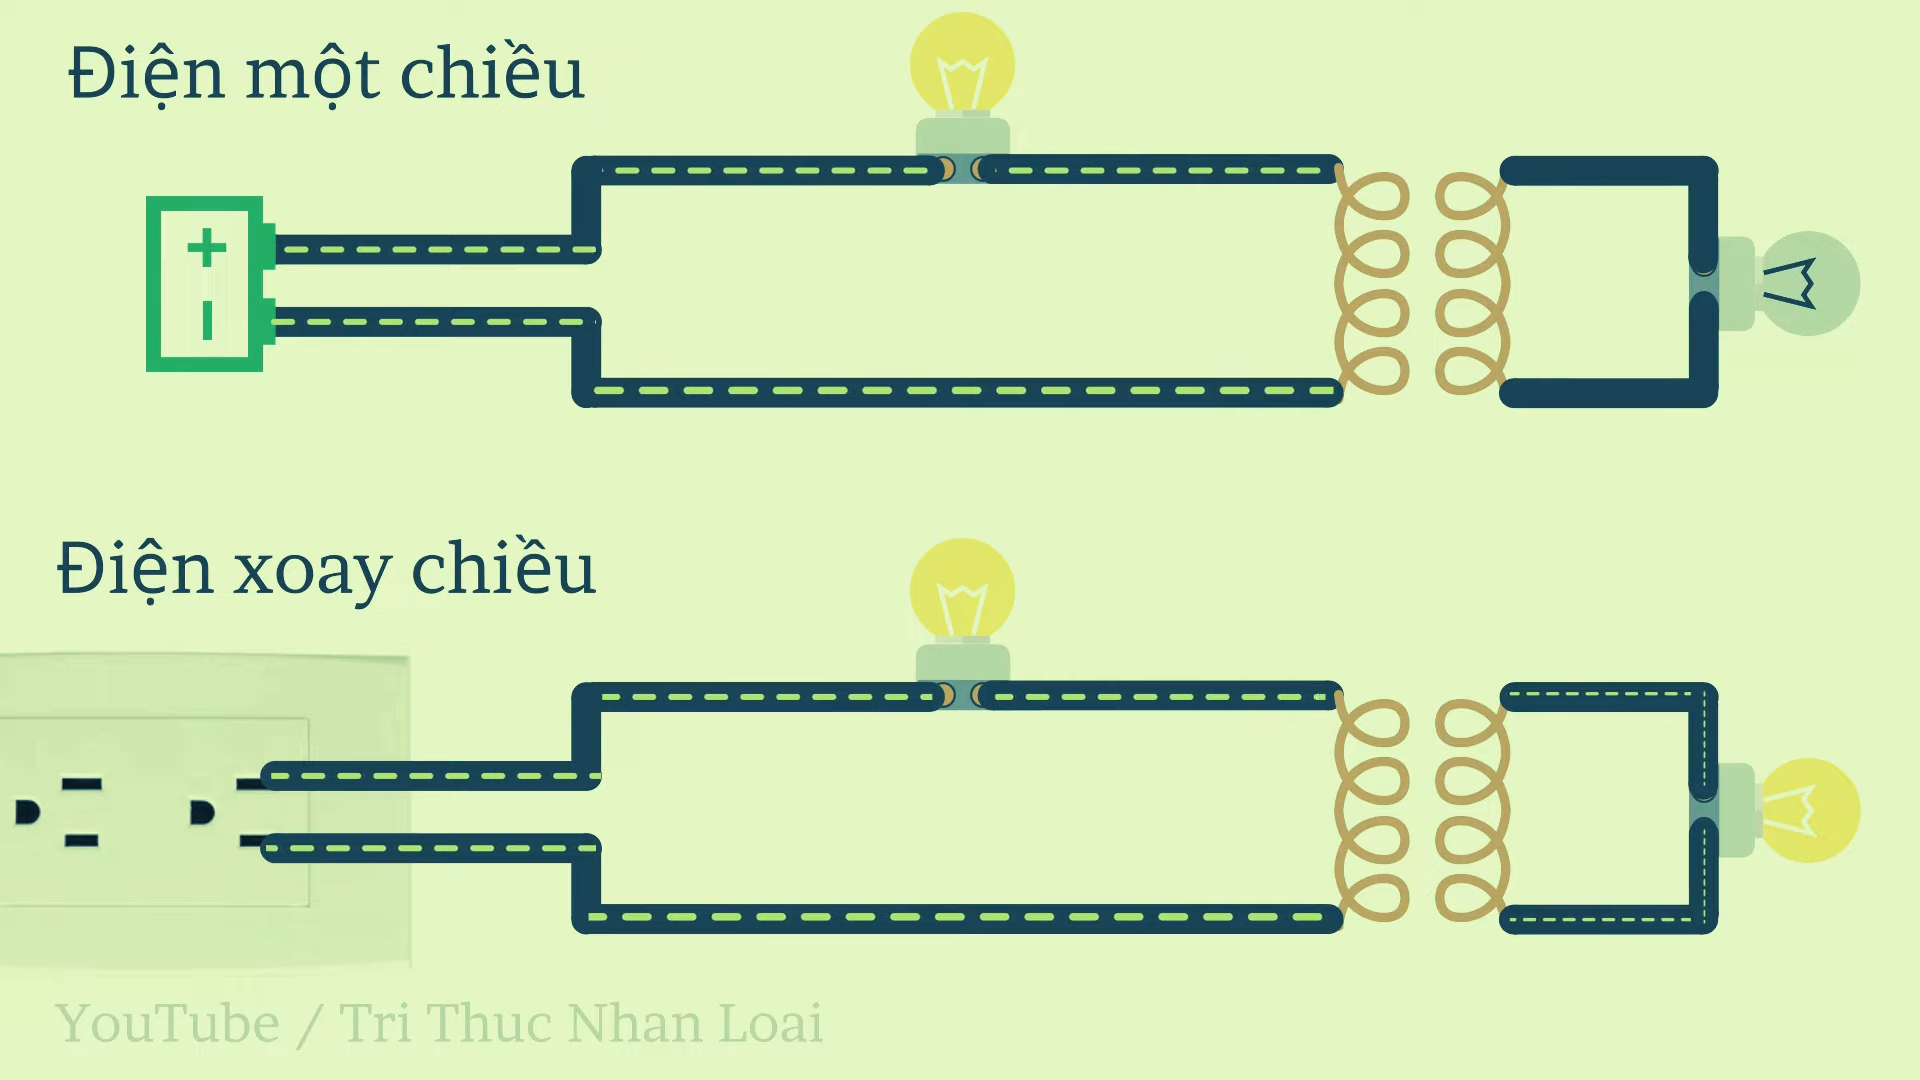 Điện một chiều
+
Điện xoay chiều
YouTube / Tri Thuc Nhan Loai